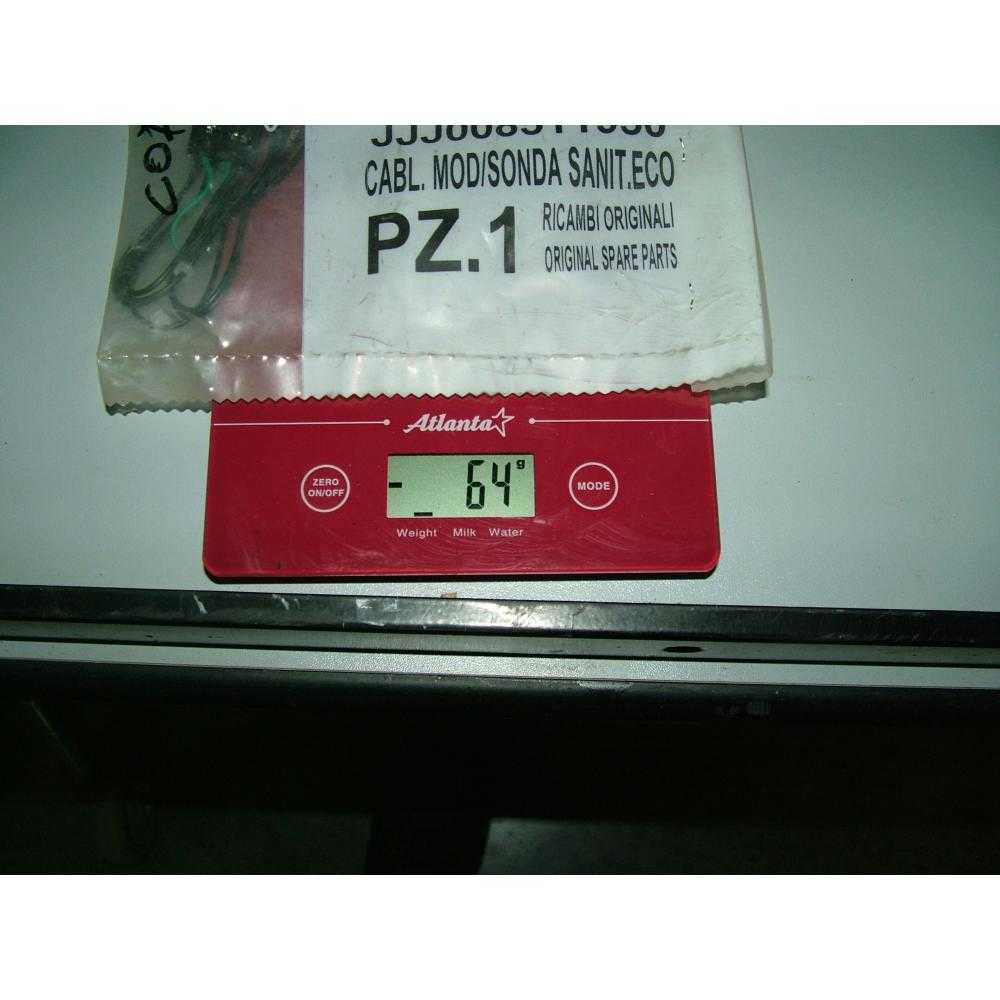 CABL. MOD/SONDA SANIT.ECO
PZ.1
RICAMBI ORIGINALI
ORIGINAL SPARE PARTS
Atlanta
ZERO
ON/OFF
- 64 g
MODE
Weight Milk Water